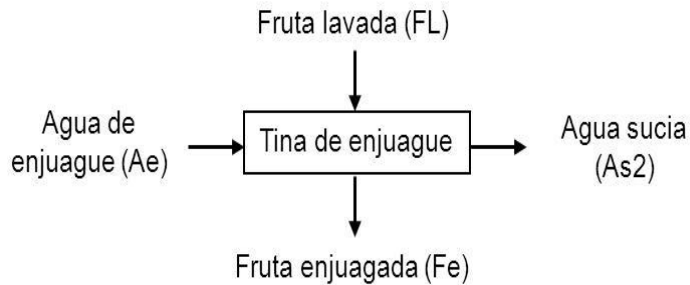 Fruta lavada (FL)
Agua de
enjuague (Ae)
Tina de enjuague
Agua sucia
(As2)
Fruta enjuagada (Fe)